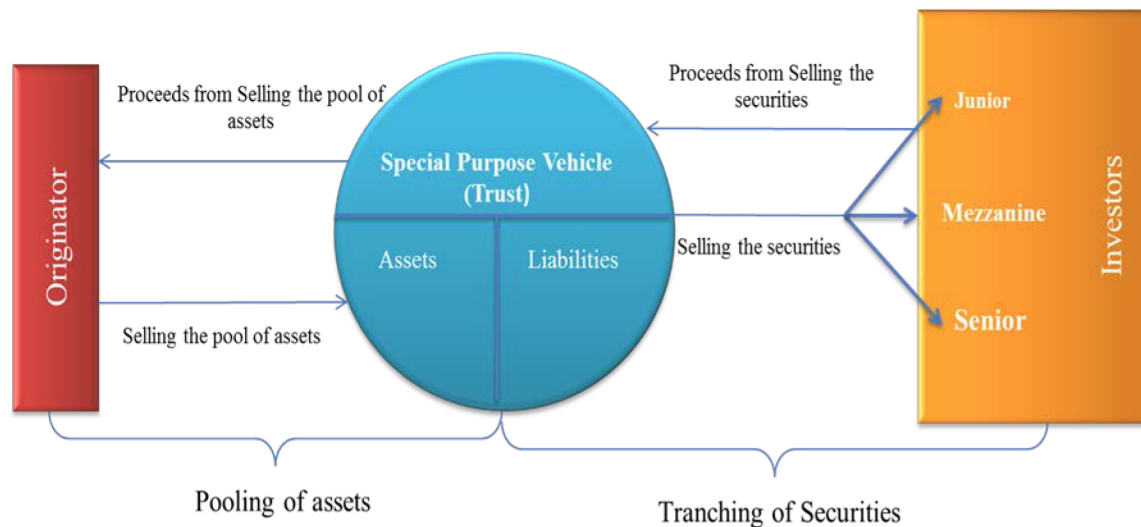 Originator
Proceeds from Selling the pool of
assets
Selling the pool of assets
Special Purpose Vehicle
(Trust)
Assets
Liabilities
Proceeds from Selling the
securities
Selling the securities
Junior
Mezzanine
Senior
Investors
Pooling of assets
Tranching of Securities